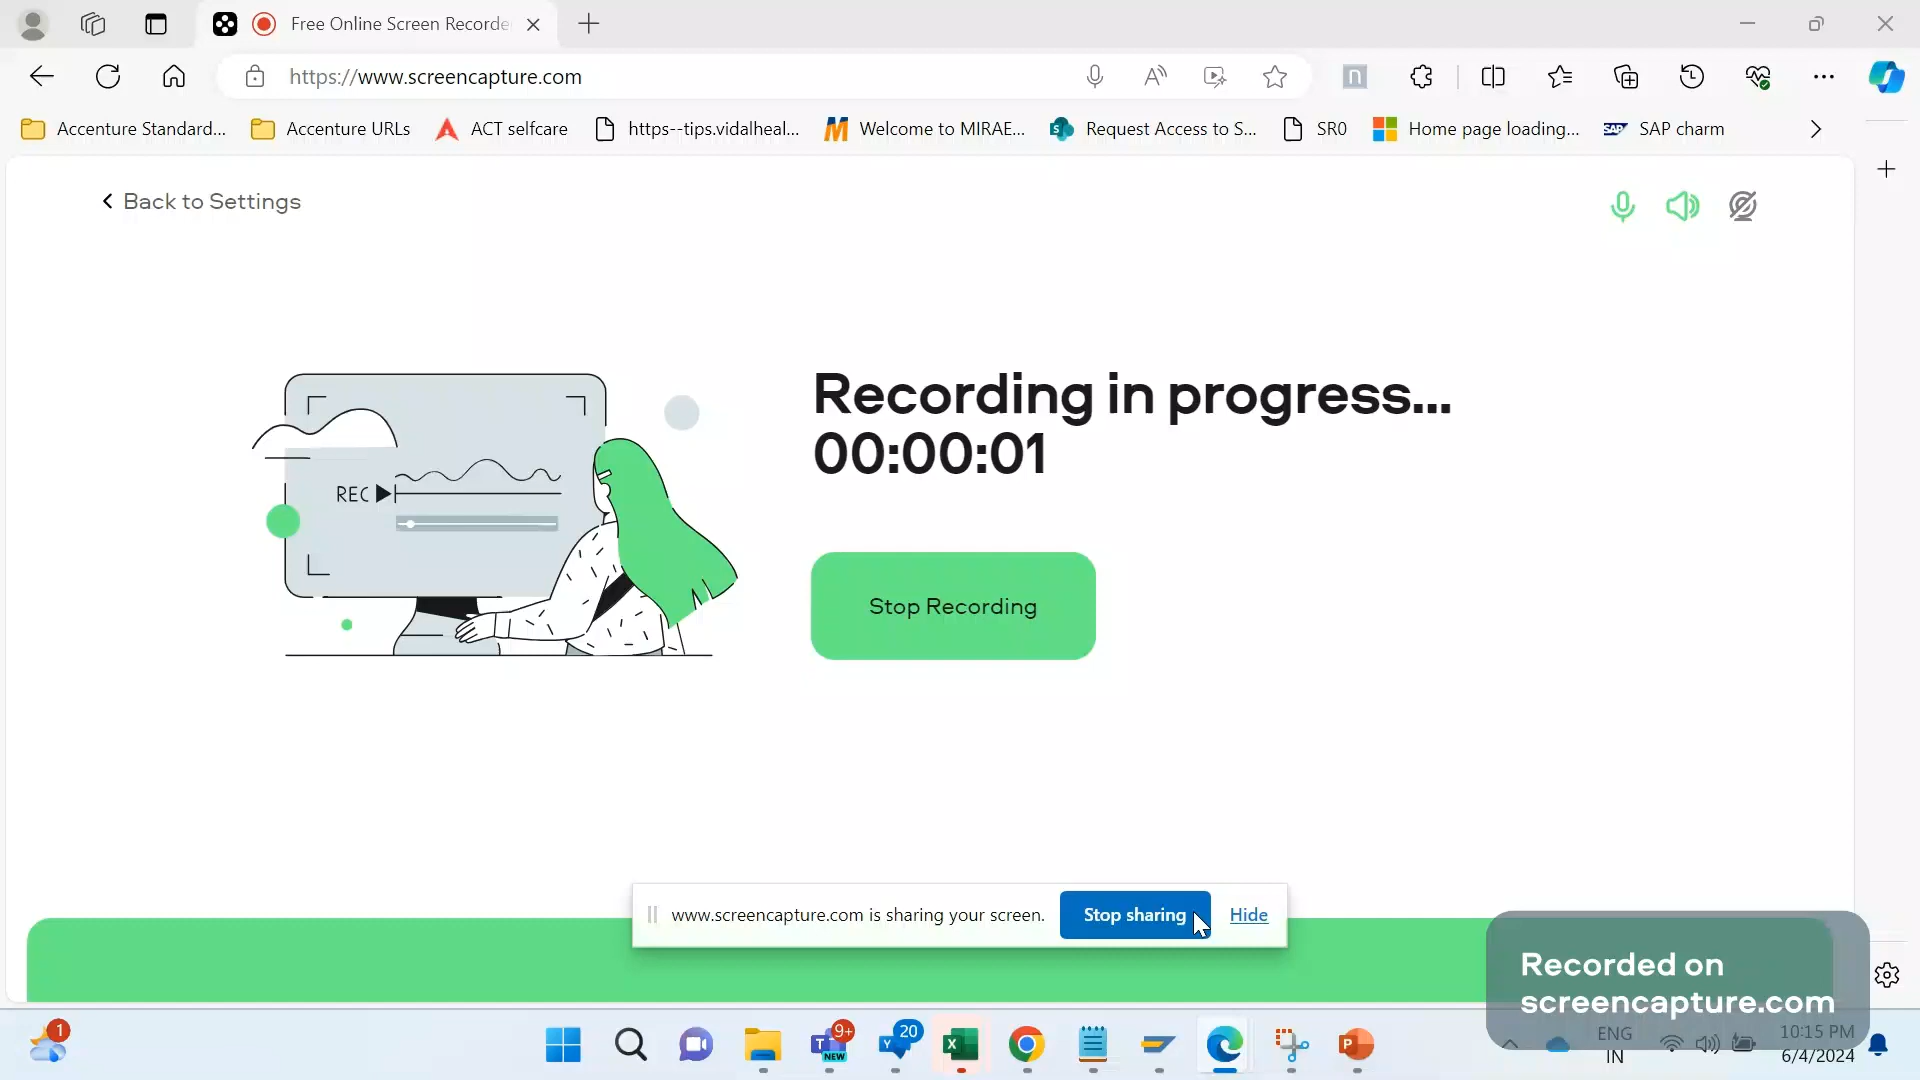 Free Online Screen Recorde
https://www.screencapture.com
Accenture Standard...
Accenture URLs
ACT selfcare
https--tips.vidalheal...
Welcome to MIRAE...
Request Access to S...
SR0
Home page loading...
SAP
SAP charm
Back to Settings
Recording in progress...
00:00:01
REC
Stop Recording
www.screencapture.com is sharing your screen.
Stop sharing
Hide
Recorded on
screencapture.com
1
9+
NEW
20
ENG
IN
10:15 PM
6/4/2024